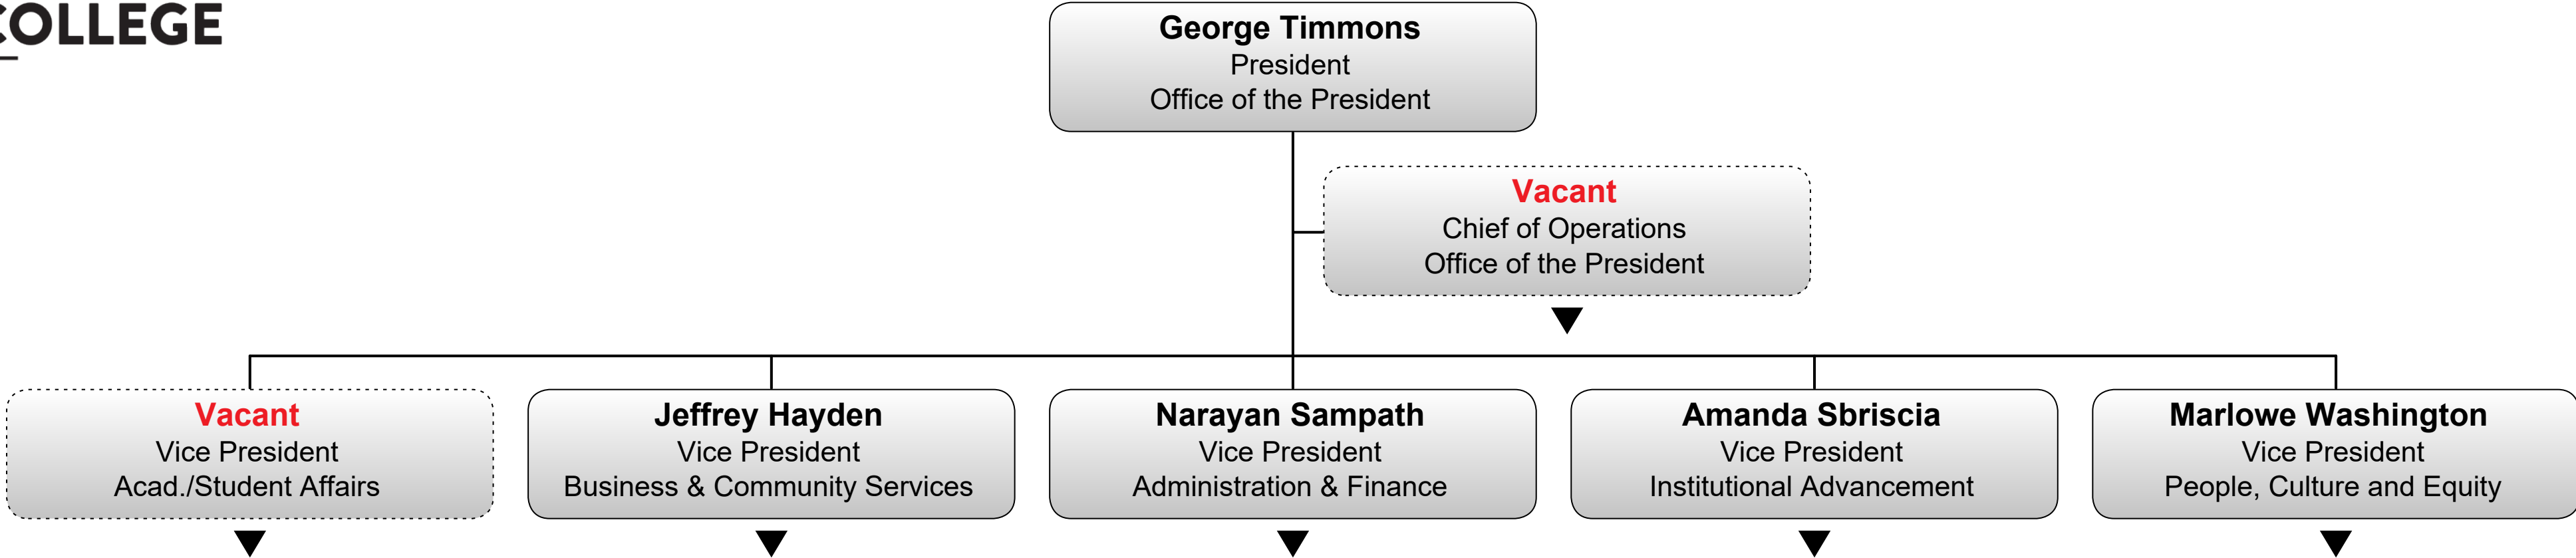 COLLEGE
George Timmons
President
Office of the President
Vacant
Chief of Operations
Office of the President
Vacant
Vice President
Acad./Student Affairs
Jeffrey Hayden
Vice President
Business & Community Services
Narayan Sampath
Vice President
Administration & Finance
Amanda Sbriscia
Vice President
Institutional Advancement
Marlowe Washington
Vice President
People, Culture and Equity